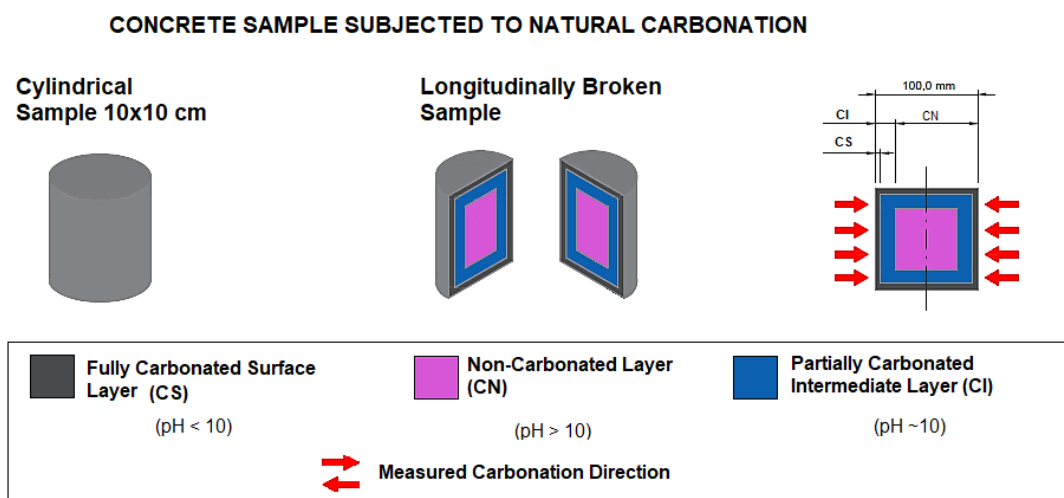 CONCRETE SAMPLE SUBJECTED TO NATURAL CARBONATION
Cylindrical
Sample 10x10 cm
Longitudinally Broken
Sample
100,0 mm
CI
CN
CS
Fully Carbonated Surface
Layer (CS)
(pH < 10)
Non-Carbonated Layer
(CN)
(pH > 10)
Partially Carbonated
Intermediate Layer (CI)
(pH ~10)
Measured Carbonation Direction